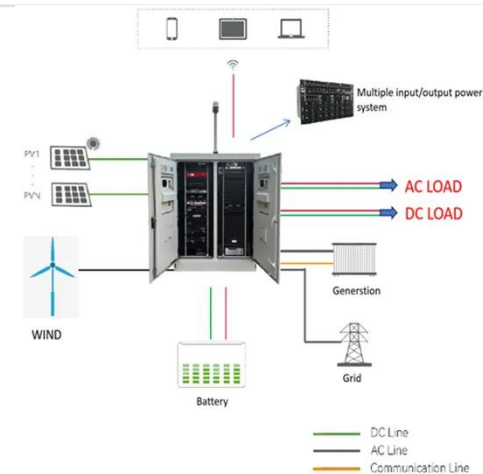 Multiple input/output power
system
PV1
PVN
AC LOAD
DC LOAD
Generstion
WIND
Grid
Battery
DC Line
AC Line
Communication Line